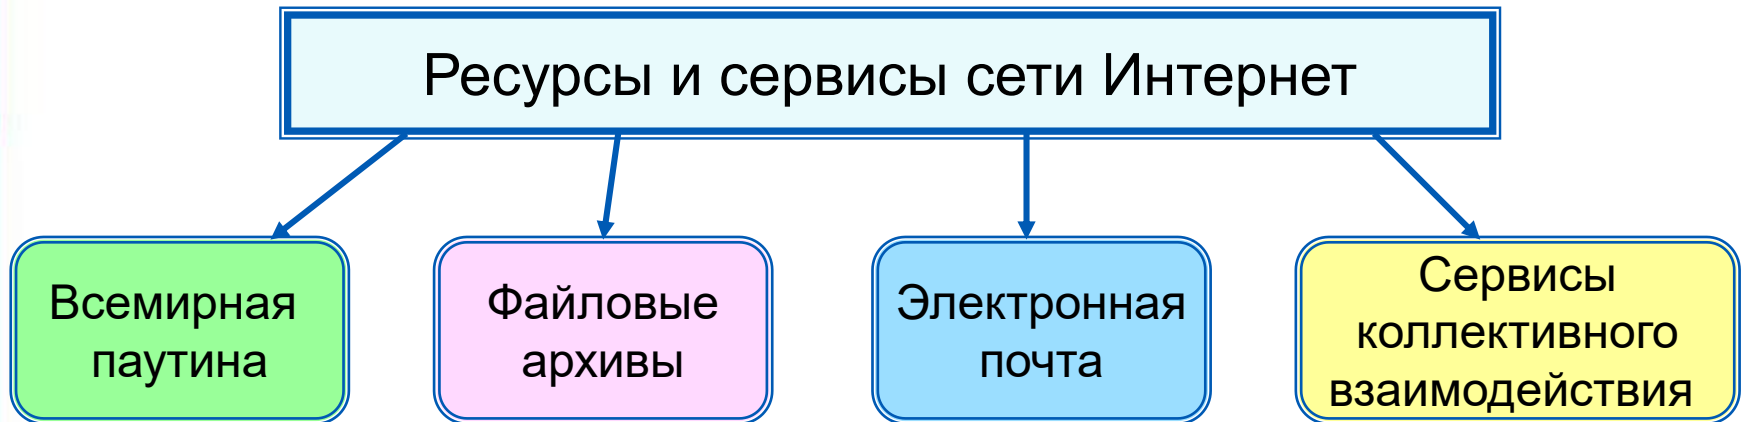 Ресурсы и сервисы сети Интернет
Всемирная
паутина
Файловые
архивы
Электронная
почта
Сервисы
коллективного
взаимодействия